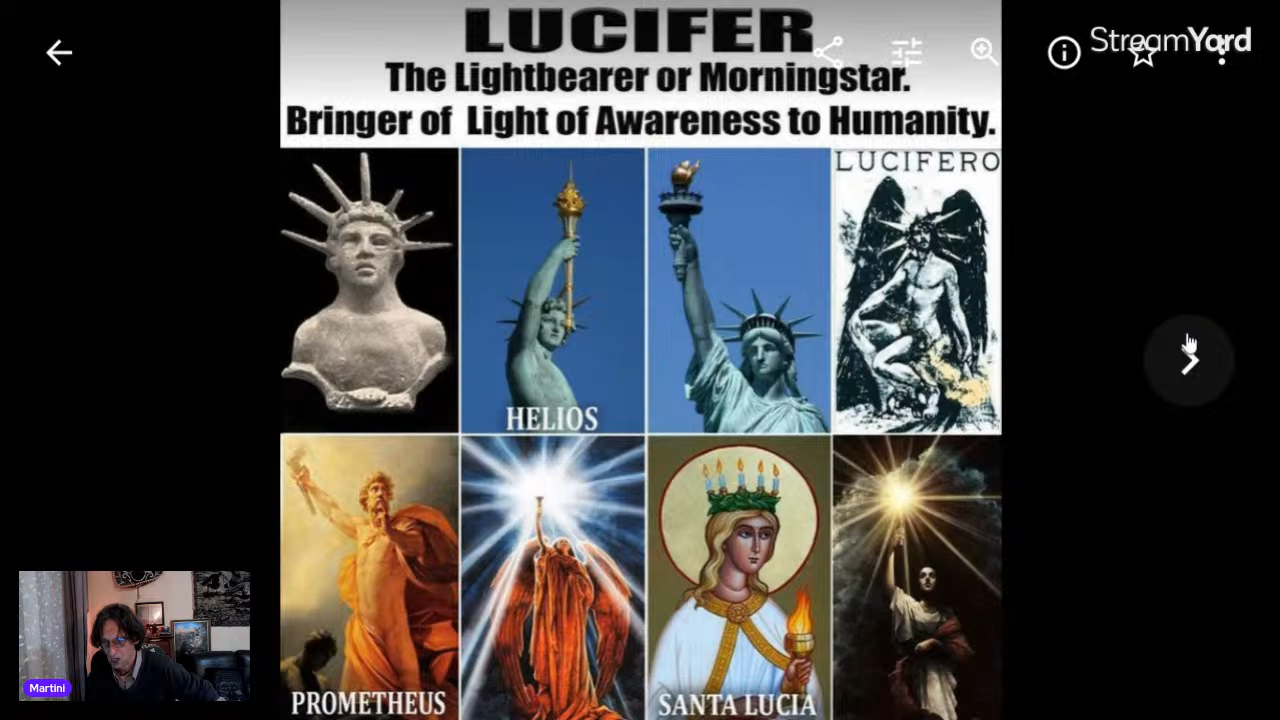 LUCIFER
StreamYard
The Lightbearer or Morningstar.
Bringer of Light of Awareness to Humanity.
LUCIFERO
HELIOS
PROMETHEUS
SANTA LUCIA
Martini